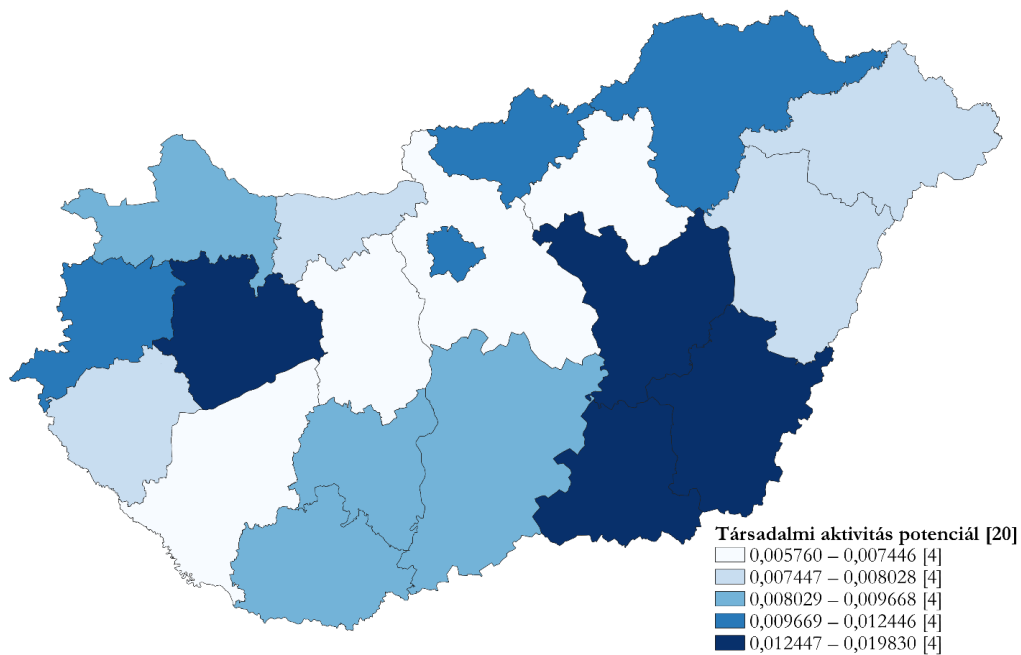 Társadalmi aktivitás potenciál [20]
0,005760 – 0,007446 [4]
0,007447 – 0,008028 [4]
0,008029 – 0,009668 [4]
0,009669 – 0,012446 [4]
0,012447 – 0,019830 [4]